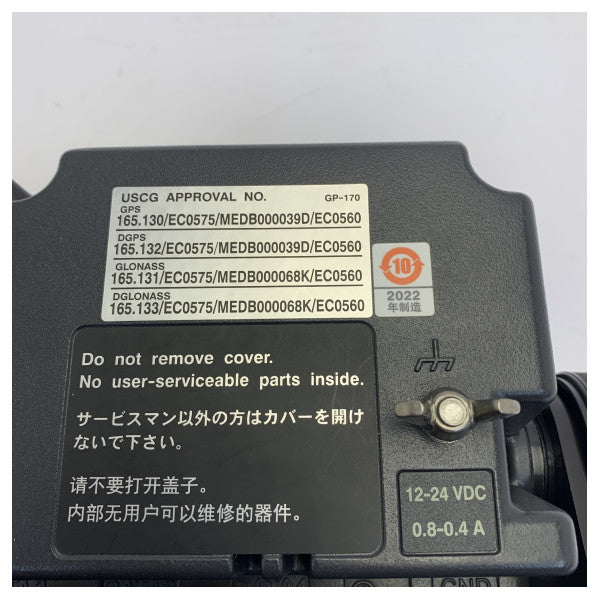 USCG APPROVAL NO. GP-170
GPS
165.130/EC0575/MEDB000039D/EC0560
DGPS
165.132/EC0575/MEDB000039D/EC0560
GLONASS
165.131/EC0575/MEDB000068K/EC0560
DGLONASS
165.133/EC0575/MEDB000068K/EC0560
10
2022
年制造
Do not remove cover.
No user-serviceable parts inside.
サービスマン以外の方はカバーを開け
ないで下さい。
请不要打开盖子。
内部无用户可以维修的器件。
12-24 VDC
0.8-0.4 A
GND